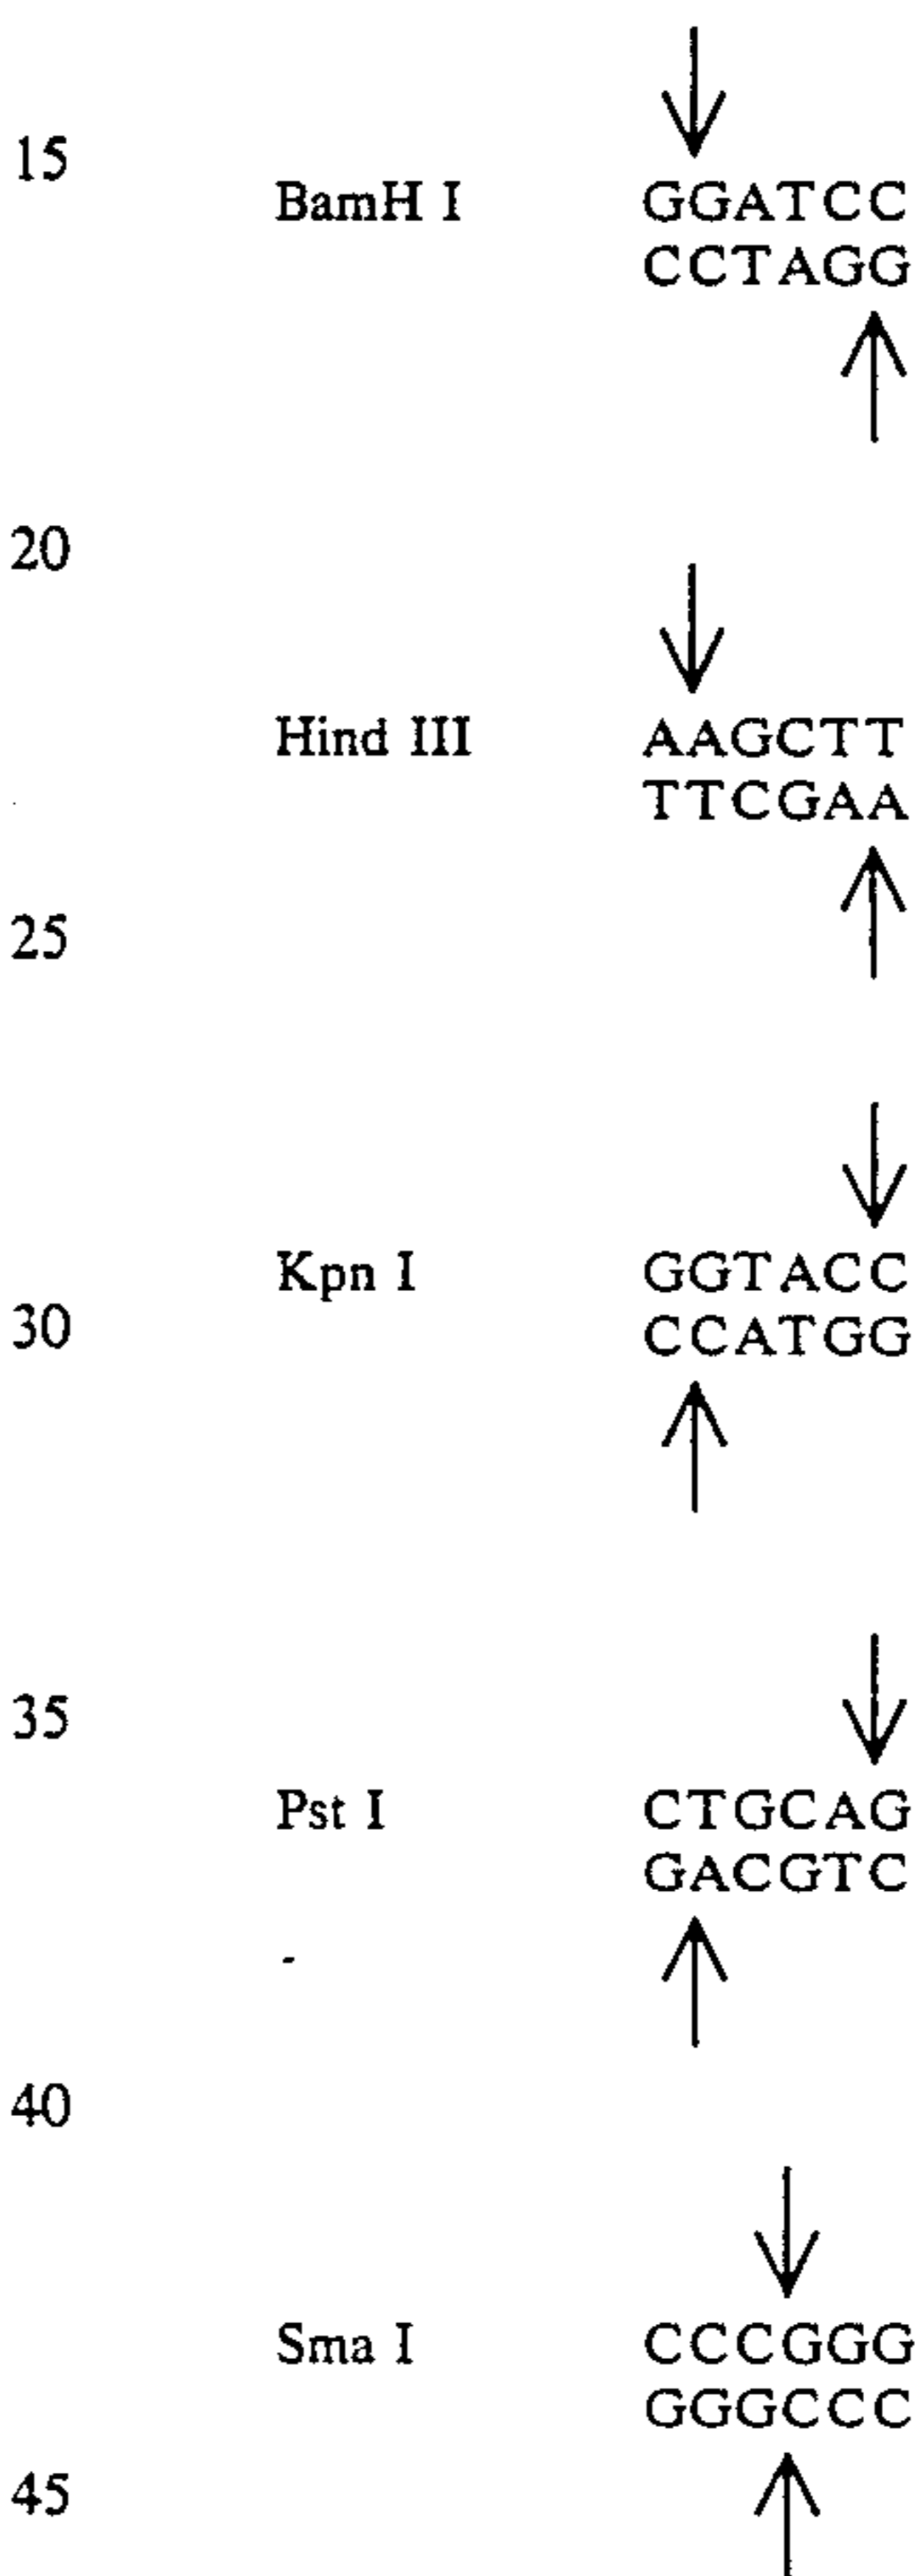 15
BamH I GGATCC
CCTAGG
20
Hind III AAGCTT
TTCGAA
25
Kpn I GGTACC
30 CCATGG
35
Pst I CTGCAG
GACGTC
40
Sma I CCCGGG
GGGCCC
45